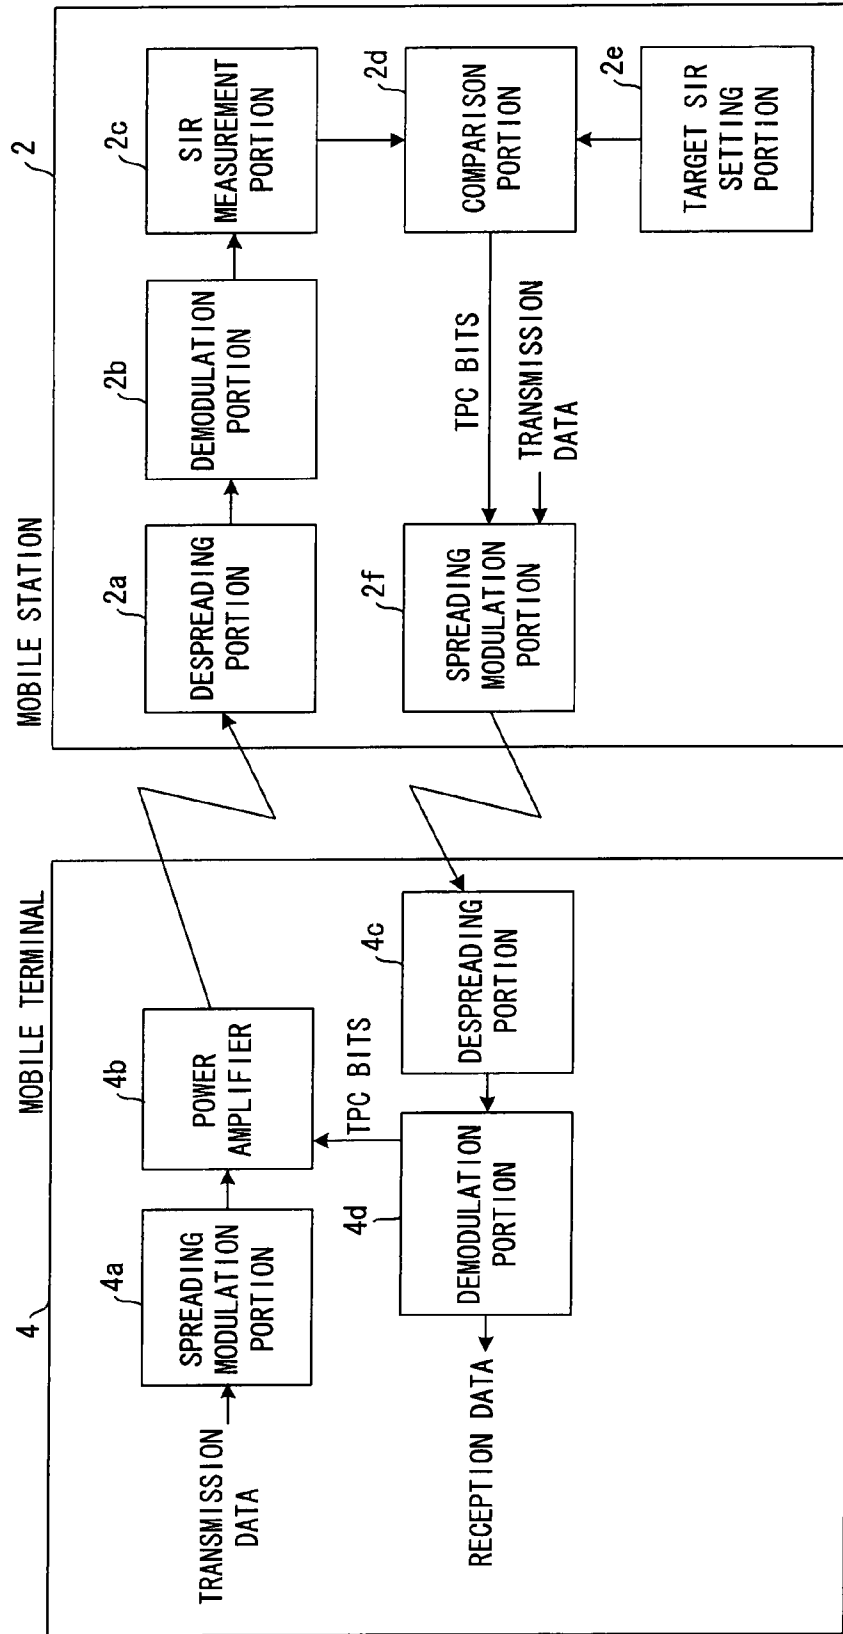 MOBILE TERMINAL
4
TRANSMISSION
DATA
4a
SPREADING
MODULATION
PORTION
4b
POWER
AMPLIFIER
TPC BITS
4c
DESPREADING
PORTION
4d
DEMODULATION
PORTION
RECEPTION DATA
MOBILE STATION
2
2a
DESPREADING
PORTION
2b
DEMODULATION
PORTION
2c
SIR
MEASUREMENT
PORTION
2d
COMPARISON
PORTION
2e
TARGET SIR
SETTING
PORTION
TPC BITS
TRANSMISSION
DATA
2f
SPREADING
MODULATION
PORTION